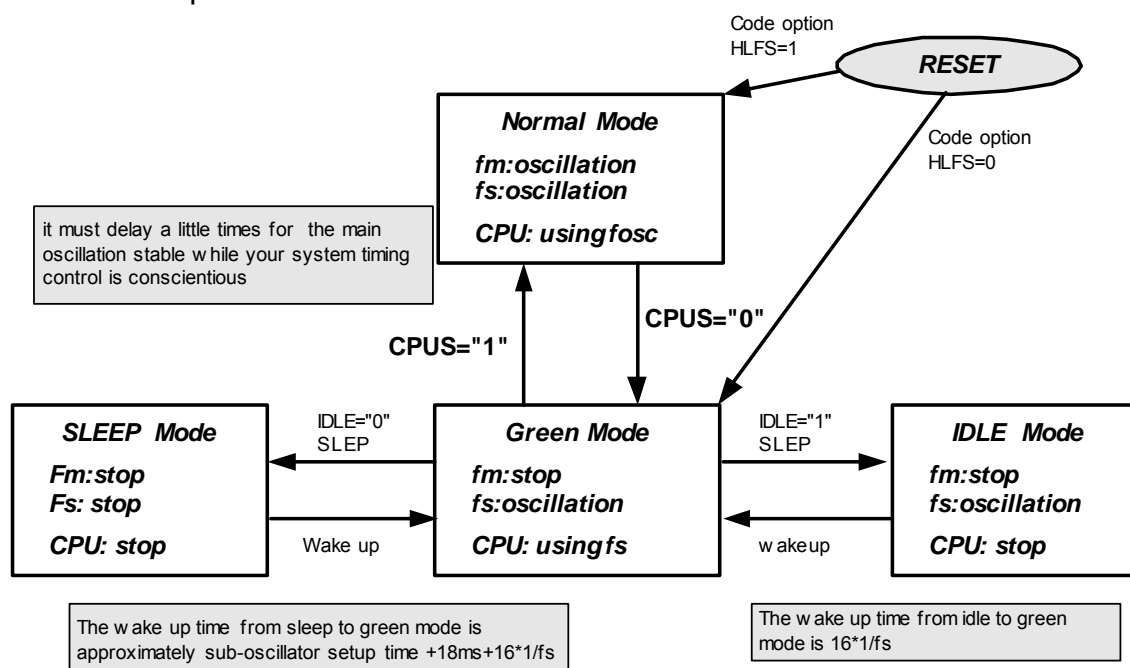 Code option
HLFS=1
RESET
Normal Mode
fm:oscillation
fs:oscillation
CPU: using fosc
Code option
HLFS=0
it must delay a little times for the main
oscillation stable while your system timing
control is conscientious
CPUS="1"
CPUS="0"
SLEEP Mode
Fm:stop
Fs: stop
CPU: stop
IDLE="0"
SLEP
Wake up
Green Mode
fm:stop
fs:oscillation
CPU: using fs
IDLE="1"
SLEP
wakeup
IDLE Mode
fm:stop
fs:oscillation
CPU: stop
The wake up time from sleep to green mode is
approximately sub-oscillator setup time +18ms+16*1/fs
The wake up time from idle to green
mode is 16*1/fs